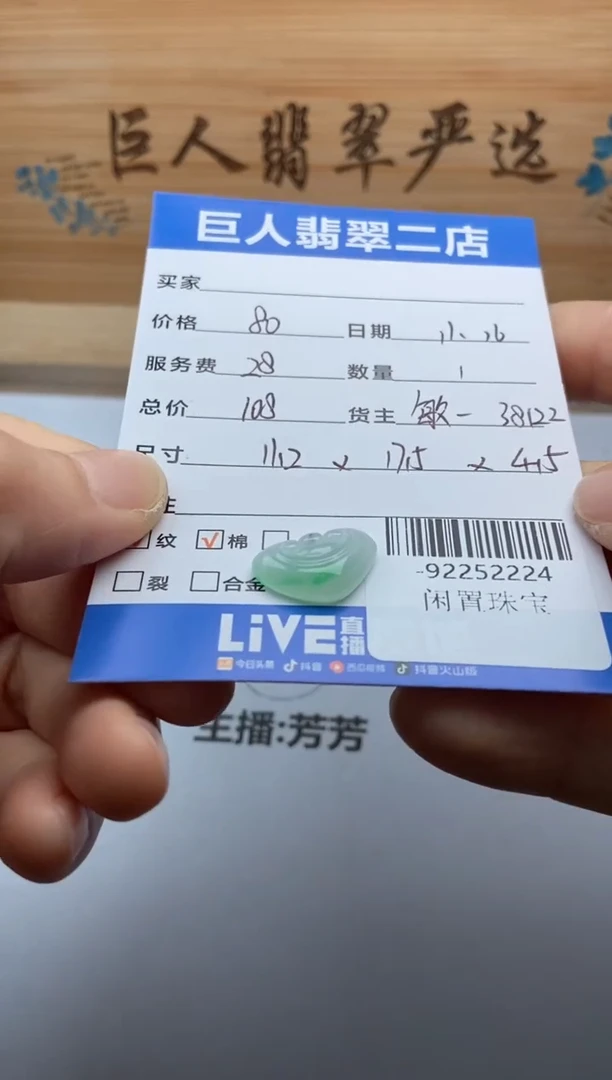 巨人翡翠严选
巨人翡翠二店
买家
价格 80 日期
服务费 28 数量 1
总价 108 货主 敏一 38122
尺寸 11.2 x 17.5 x 4.5
注
纹 棉
裂 合金
-92252224
闲置珠宝
LiVE直播
今日头条 抖音 西瓜视频 抖音火山版
主播:芳芳